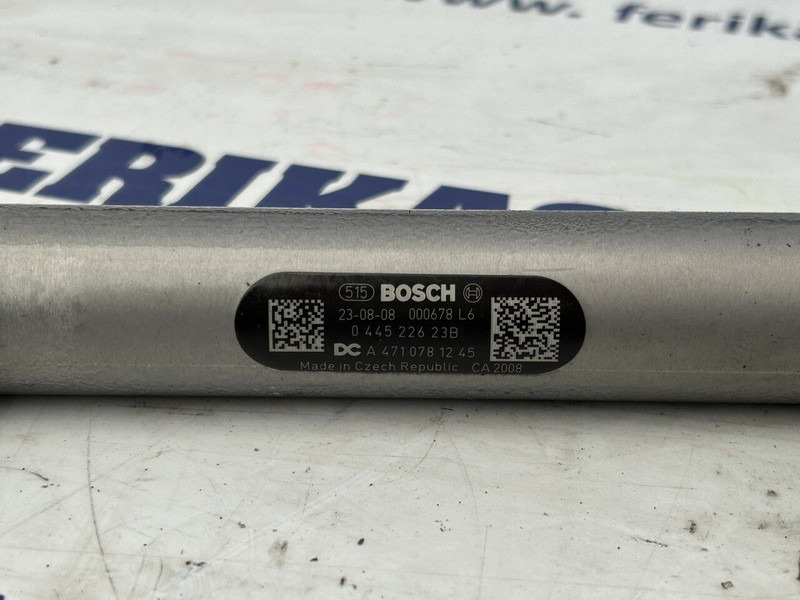 www. ferika
ERIKAS
515 BOSCH
23-08-08 000678 L6
0 445 226 23B
DC A 471 078 12 45
Made in Czech Republic CA 2008